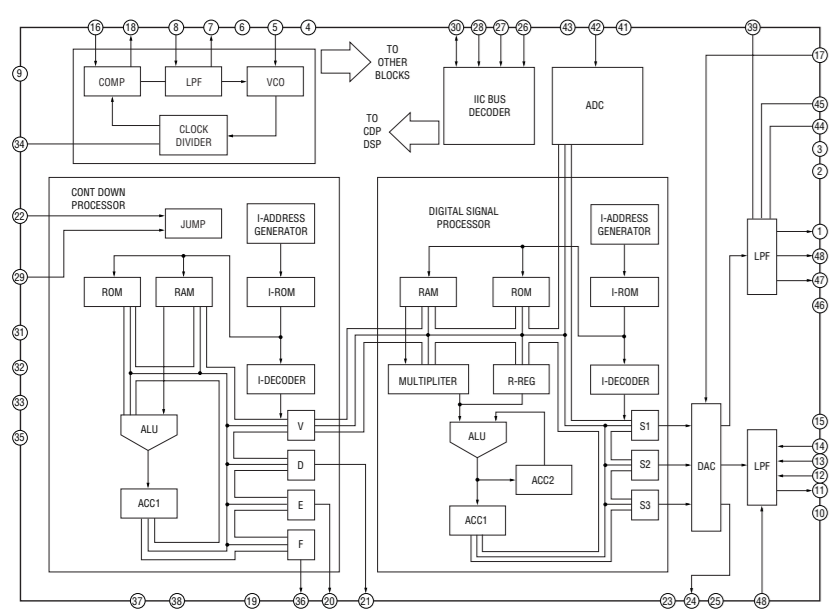 16 18 8 7 6 5 4 30 28 27 26 43 42 41 39
9
17
TO
OTHER
BLOCKS
COMP LPF VCO
IIC BUS
DECODER
ADC
45
44
CLOCK
DIVIDER
TO
CDP
DSP
34
3
2
CONT DOWN
PROCESSOR
22
JUMP
I-ADDRESS
GENERATOR
DIGITAL SIGNAL
PROCESSOR
I-ADDRESS
GENERATOR
1
LPF
48
29
47
ROM RAM I-ROM RAM ROM I-ROM
46
31
32
I-DECODER
MULTIPLITER R-REG
I-DECODER
33
35
ALU
V
ALU
S1
15
14
D
S2
DAC
LPF
13
12
ACC2
11
ACC1
E
ACC1
S3
10
F
37 38 19 36 20 21 23 24 25 48